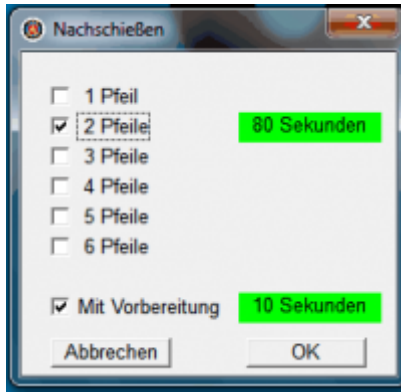 Nachschießen
1 Pfeil
2 Pfeile 80 Sekunden
3 Pfeile
4 Pfeile
5 Pfeile
6 Pfeile
Mit Vorbereitung 10 Sekunden
Abbrechen OK